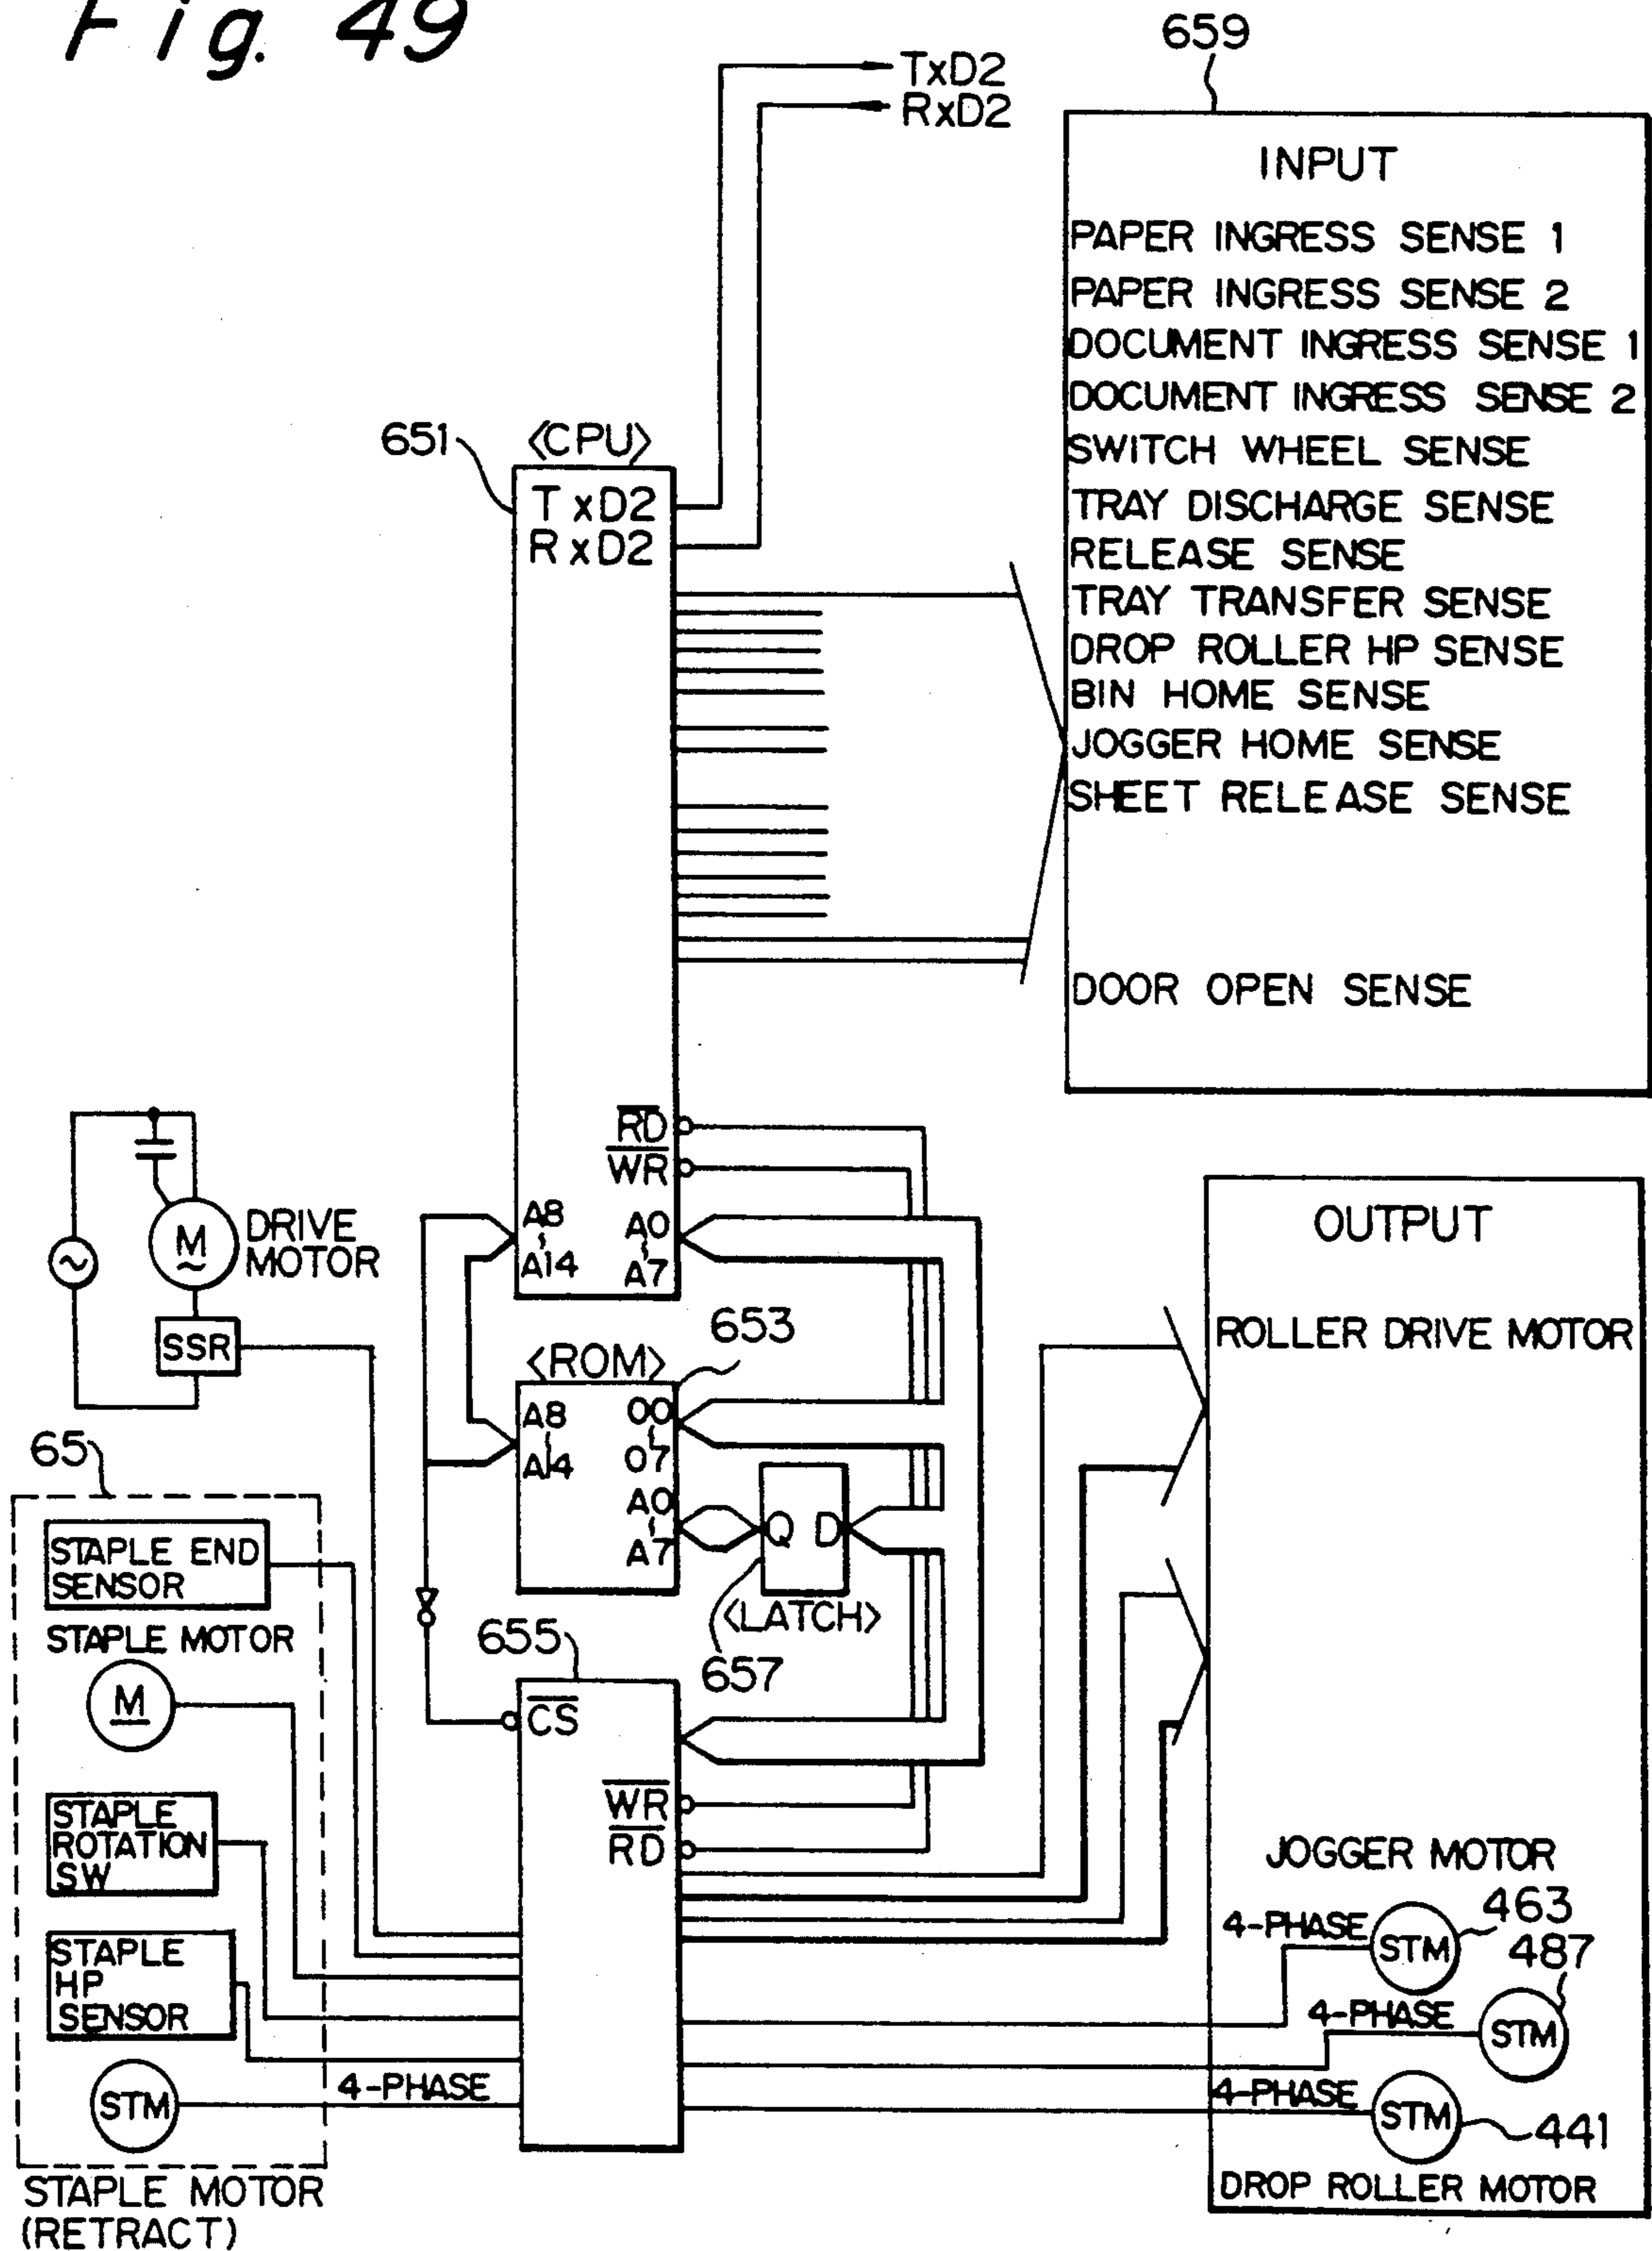 Fig. 49
659
TxD2
RxD2
INPUT
PAPER INGRESS SENSE 1
PAPER INGRESS SENSE 2
DOCUMENT INGRESS SENSE 1
DOCUMENT INGRESS SENSE 2
SWITCH WHEEL SENSE
TRAY DISCHARGE SENSE
RELEASE SENSE
TRAY TRANSFER SENSE
DROP ROLLER HP SENSE
BIN HOME SENSE
JOGGER HOME SENSE
SHEET RELEASE SENSE
DOOR OPEN SENSE
651
<CPU>
TxD2
RxD2
RD
WR
A8
A14
A0
A7
M
DRIVE
MOTOR
SSR
653
<ROM>
A8
A14
00
07
A0
A7
Q D
<LATCH>
657
65
STAPLE END
SENSOR
STAPLE MOTOR
M
STAPLE
ROTATION
SW
STAPLE
HP
SENSOR
STM
4-PHASE
STAPLE MOTOR
(RETRACT)
655
CS
WR
RD
OUTPUT
ROLLER DRIVE MOTOR
JOGGER MOTOR
4-PHASE
STM
463
487
4-PHASE
STM
4-PHASE
STM
441
DROP ROLLER MOTOR